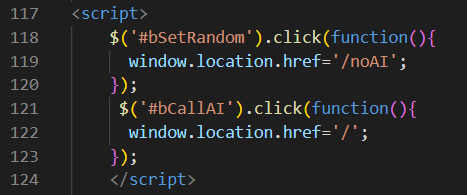 117 <script>
118 $('#bSetRandom').click(function(){
119 window.location.href='/noAI';
120 });
121 $('#bCallAI').click(function(){
122 window.location.href='/';
123 });
124 </script>